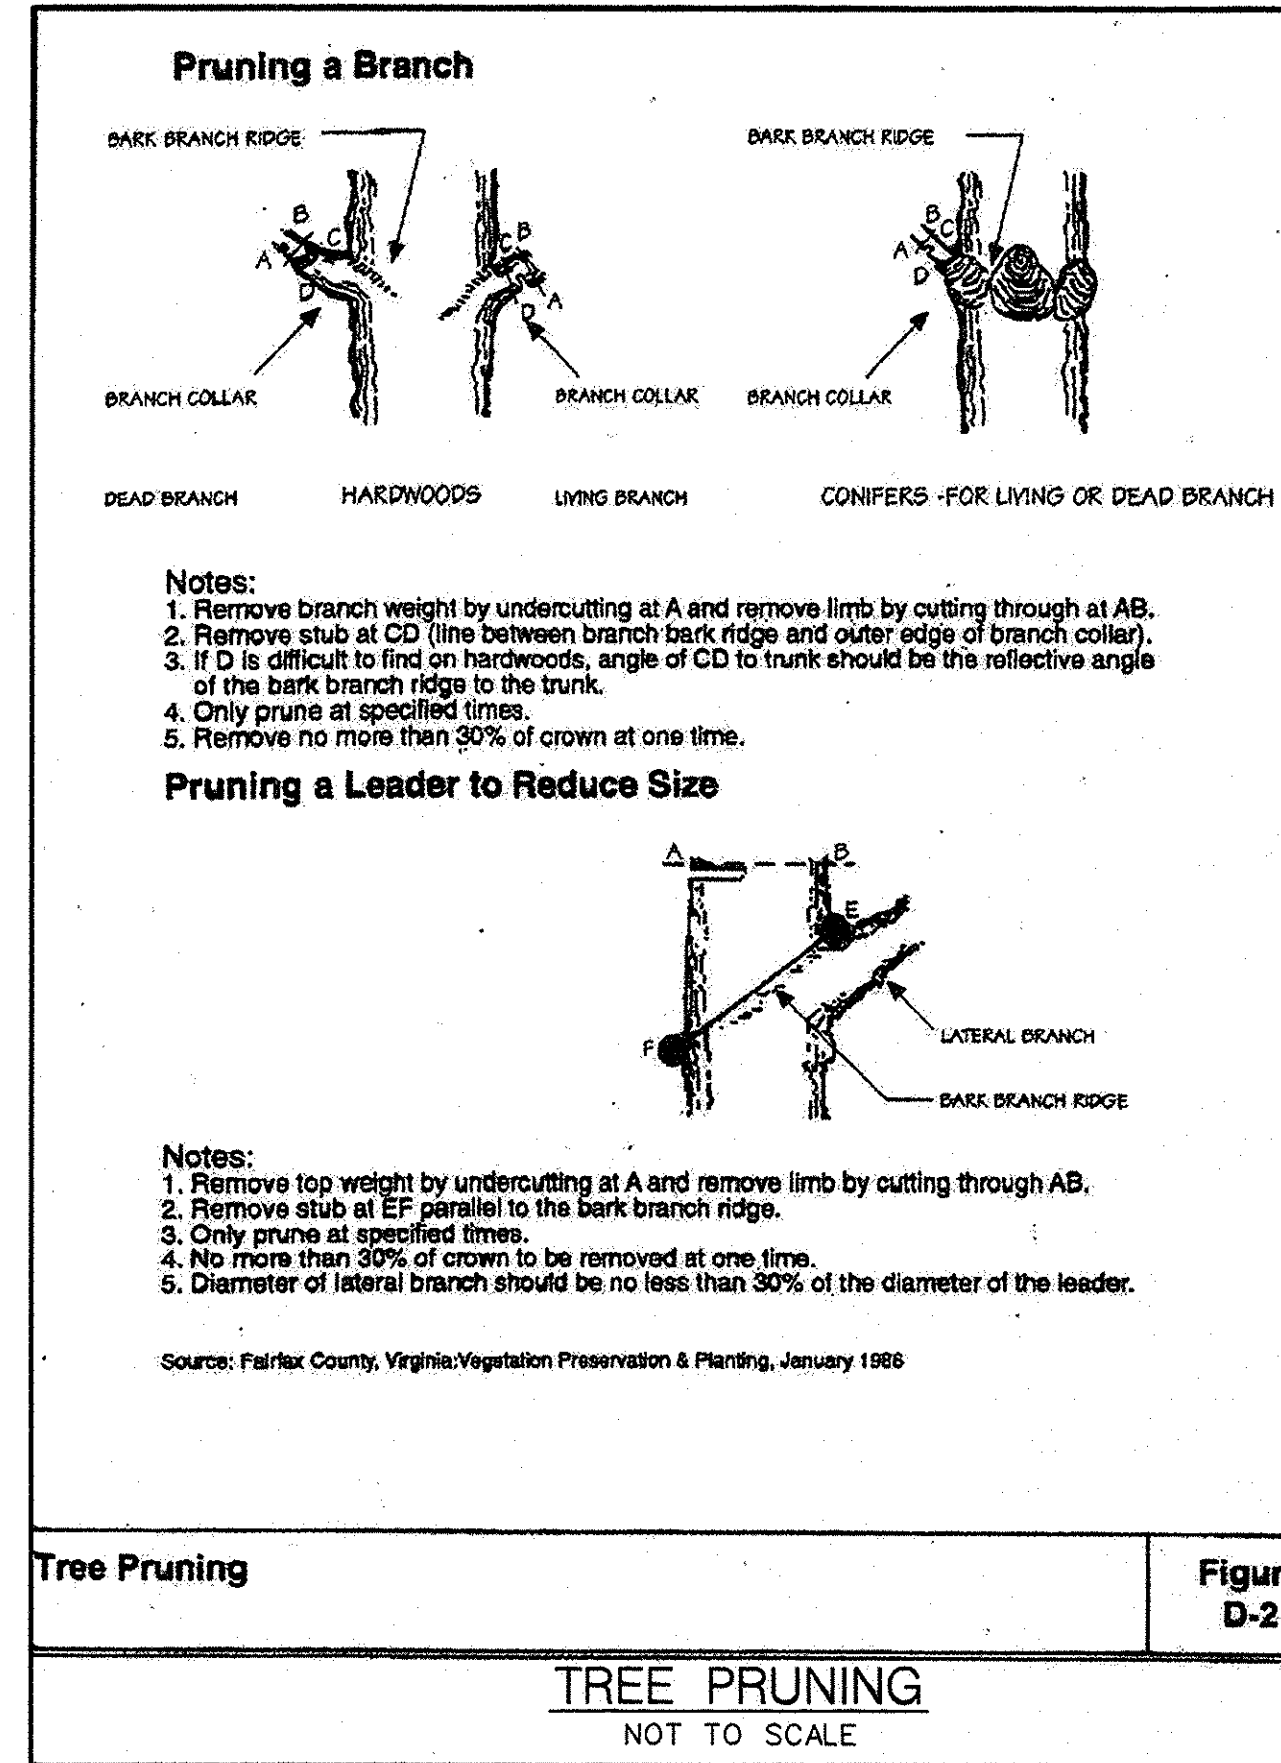 Pruning a Branch
BARK BRANCH RIDGE
BARK BRANCH RIDGE
B
C
A
D
C
B
A
D
B
C
A
D
BRANCH COLLAR
BRANCH COLLAR
BRANCH COLLAR
DEAD BRANCH
HARDWOODS
LIVING BRANCH
CONIFERS -FOR LIVING OR DEAD BRANCH
Notes:
1. Remove branch weight by undercutting at A and remove limb by cutting through at AB.
2. Remove stub at CD (line between branch bark ridge and outer edge of branch collar).
3. If D is difficult to find on hardwoods, angle of CD to trunk should be the reflective angle
of the bark branch ridge to the trunk.
4. Only prune at specified times.
5. Remove no more than 30% of crown at one time.
Pruning a Leader to Reduce Size
A
B
E
F
LATERAL BRANCH
BARK BRANCH RIDGE
Notes:
1. Remove top weight by undercutting at A and remove limb by cutting through AB.
2. Remove stub at EF parallel to the bark branch ridge.
3. Only prune at specified times.
4. No more than 30% of crown to be removed at one time.
5. Diameter of lateral branch should be no less than 30% of the diameter of the leader.
Source: Fairfax County, Virginia:Vegetation Preservation & Planting, January 1986
Tree Pruning
Figur
D-2
TREE PRUNING
NOT TO SCALE